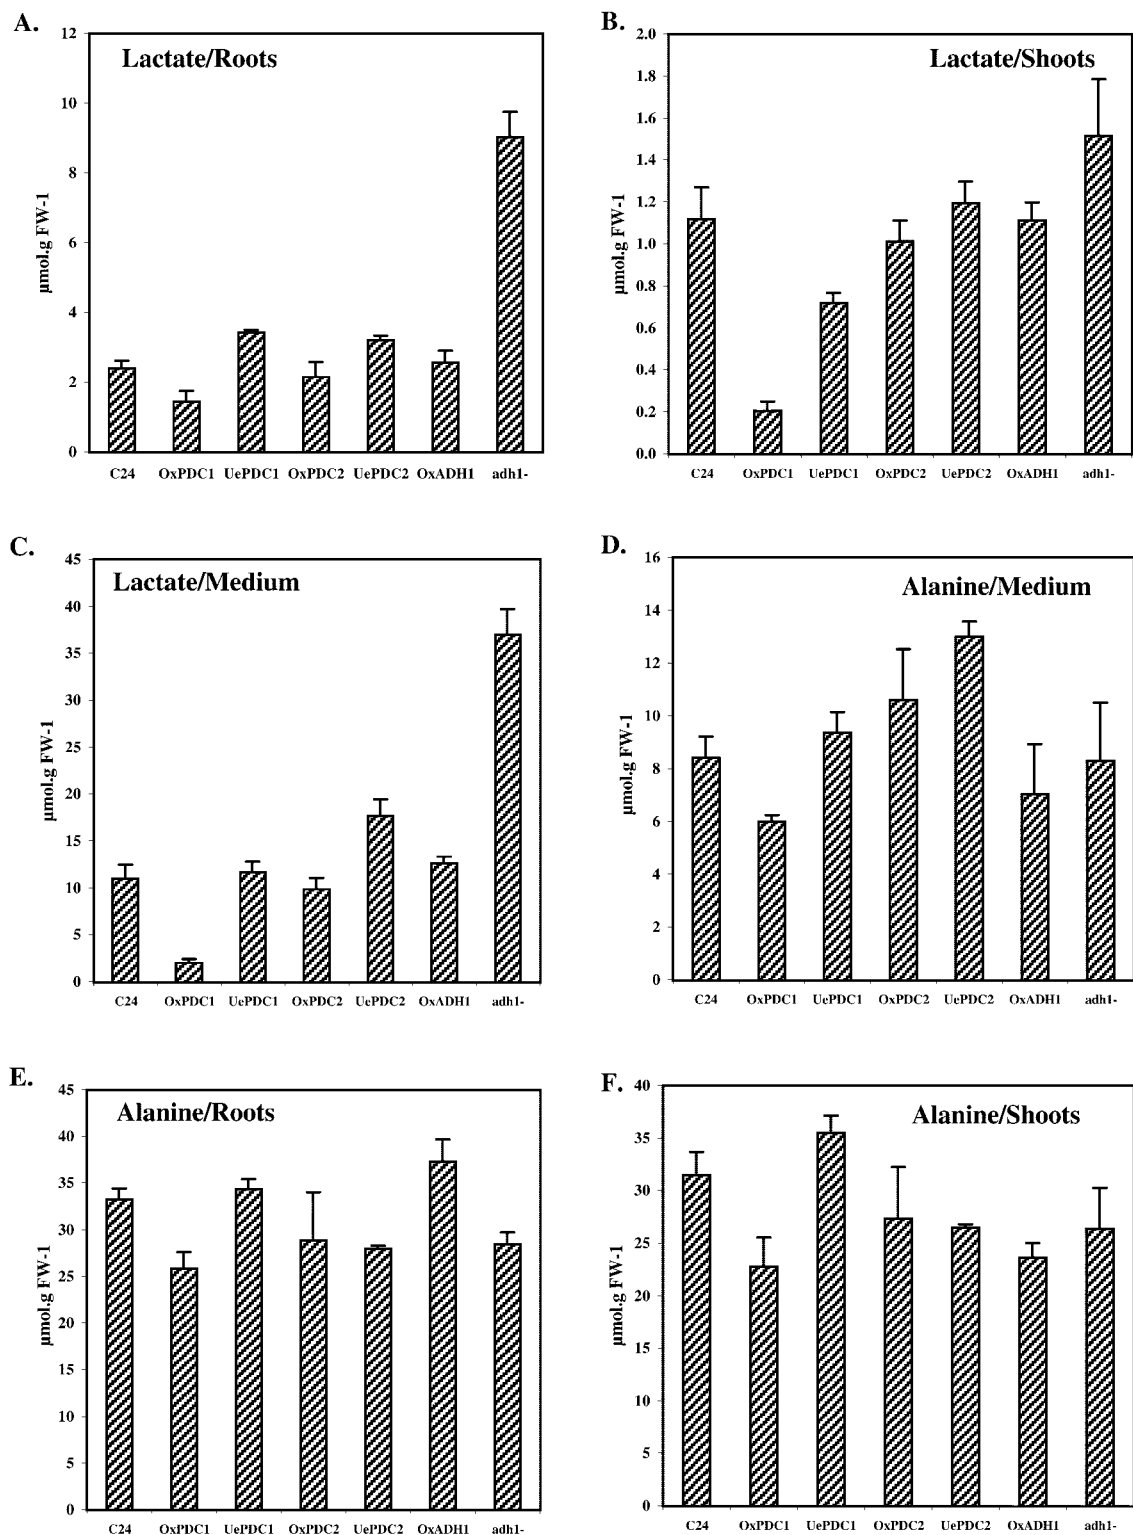 A.
Lactate/Roots
12
10
8
6
4
2
0
µmol.g FW-1
C24 OxPDC1 UePDC1 OxPDC2 UePDC2 OxADH1 adh1-
B.
Lactate/Shoots
2.0
1.8
1.6
1.4
1.2
1.0
0.8
0.6
0.4
0.2
0.0
µmol.g FW-1
C24 OxPDC1 UePDC1 OxPDC2 UePDC2 OxADH1 adh1-
C.
Lactate/Medium
45
40
35
30
25
20
15
10
5
0
µmol.g FW-1
C24 OxPDC1 UePDC1 OxPDC2 UePDC2 OxADH1 adh1-
D.
Alanine/Medium
16
14
12
10
8
6
4
2
0
µmol.g FW-1
C24 OxPDC1 UePDC1 OxPDC2 UePDC2 OxADH1 adh1-
E.
Alanine/Roots
45
40
35
30
25
20
15
10
5
0
µmol.g FW-1
C24 OxPDC1 UePDC1 OxPDC2 UePDC2 OxADH1 adh1-
F.
Alanine/Shoots
40
35
30
25
20
15
10
5
0
µmol.g FW-1
C24 OxPDC1 UePDC1 OxPDC2 UePDC2 OxADH1 adh1-